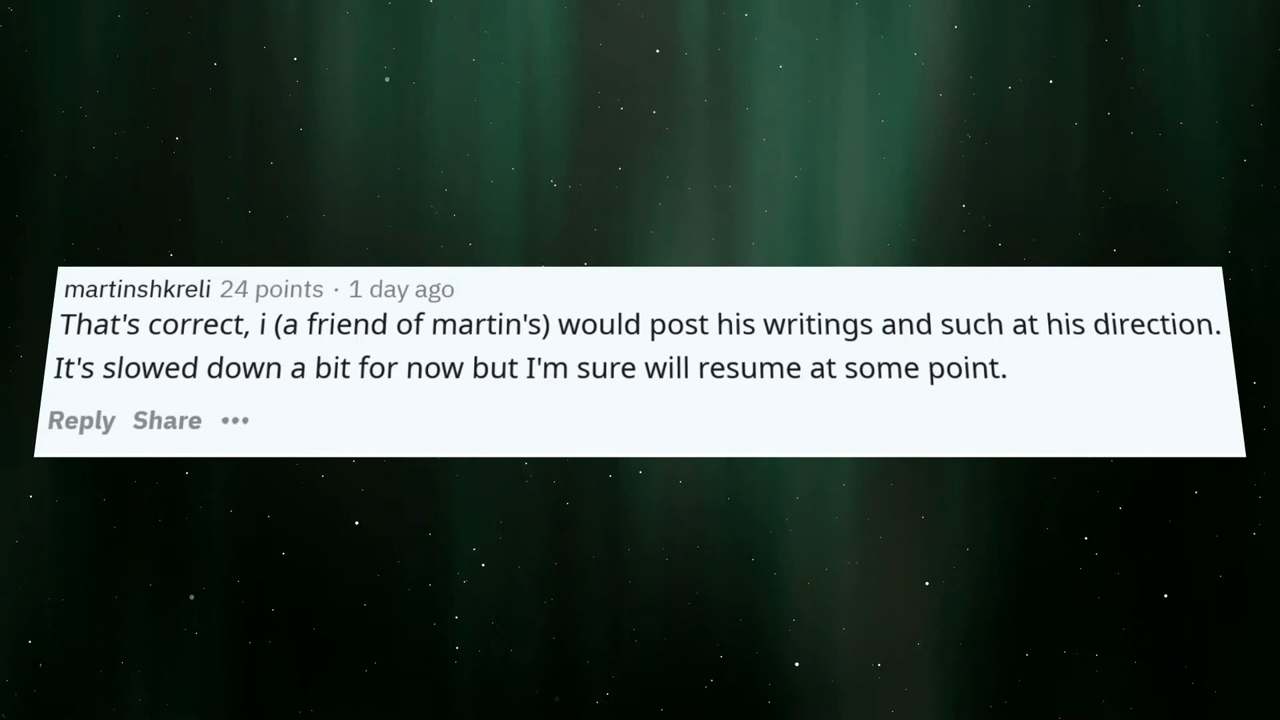 martinshkreli 24 points · 1 day ago
That's correct, i (a friend of martin's) would post his writings and such at his direction.
It's slowed down a bit for now but I'm sure will resume at some point.
Reply Share •••